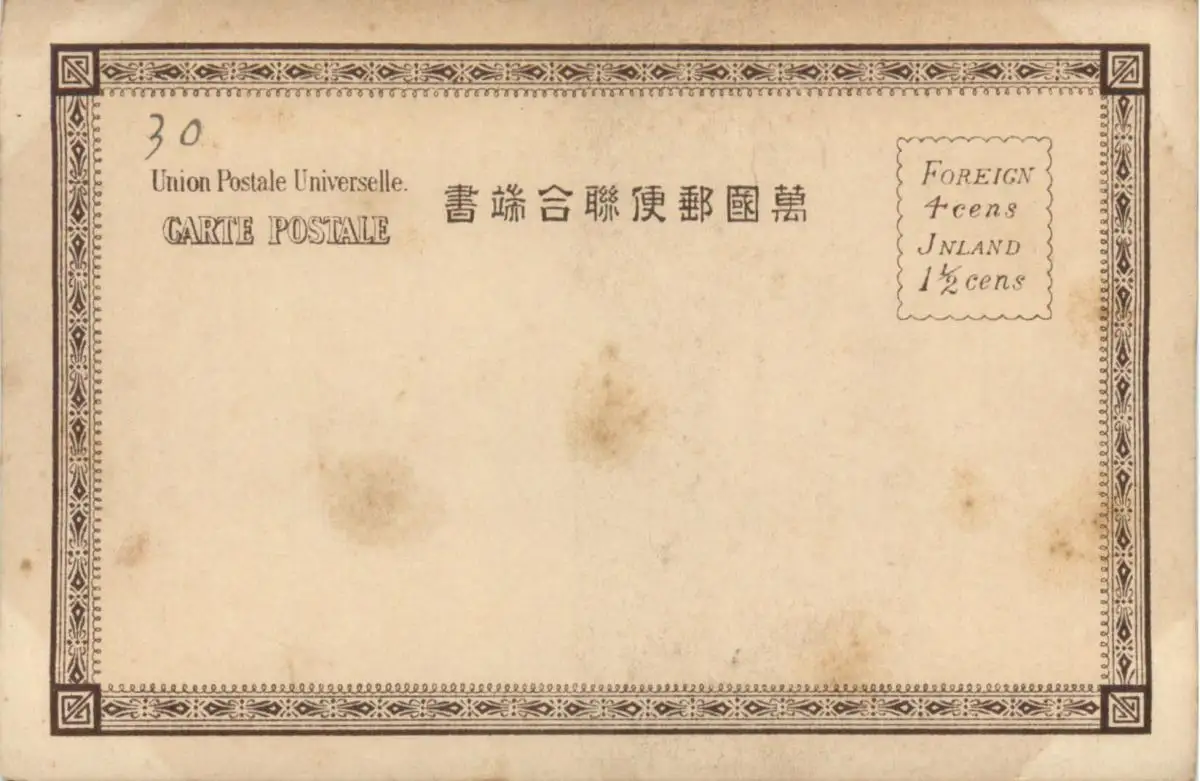 30
Union Postale Universelle.
CARTE POSTALE
萬國郵便聯合端書
FOREIGN
4 cens
JNLAND
1½ cens